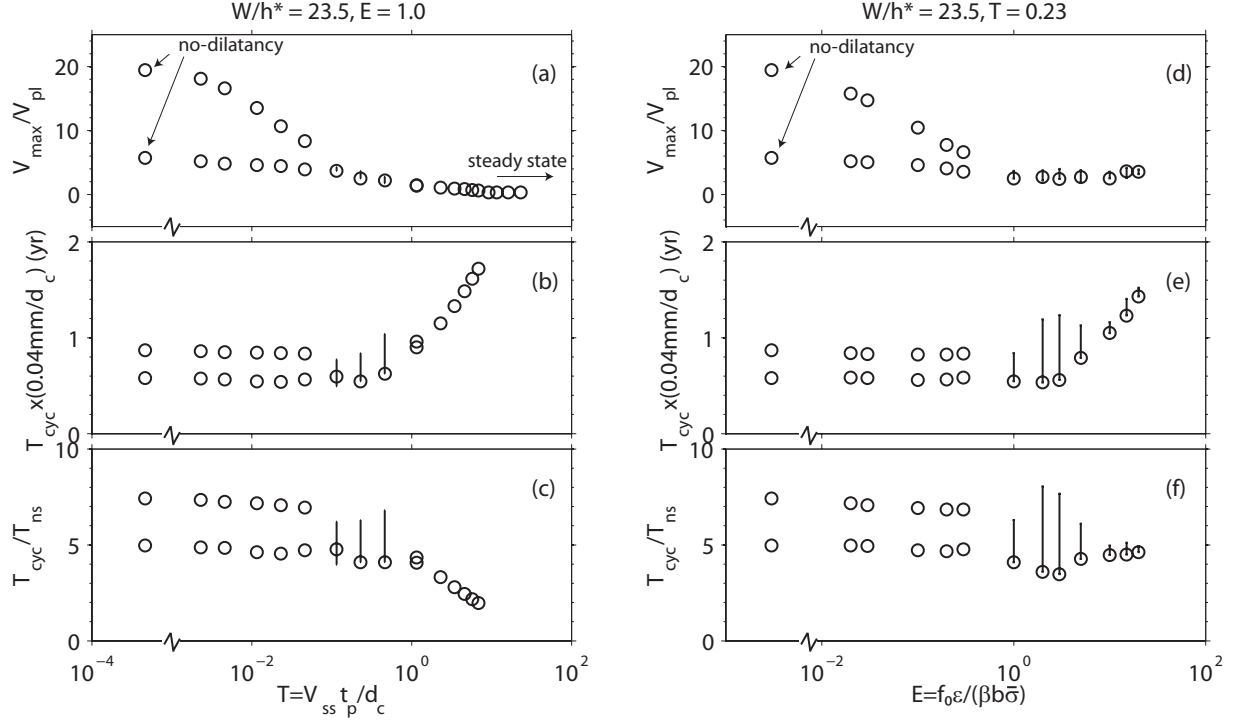 W/h* = 23.5, E = 1.0
W/h* = 23.5, T = 0.23
no-dilatancy
(a)
20
10
0
V_max/V_pl
steady state
no-dilatancy
(d)
20
10
0
V_max/V_pl
(b)
2
1
0
T_cyc x(0.04mm/d_c) (yr)
(e)
2
1
0
T_cyc x(0.04mm/d_c) (yr)
(c)
10
5
0
T_cyc/T_ns
10^−4
10^−2
10^0
10^2
T=V_ss t_p/d_c
(f)
10
5
0
T_cyc/T_ns
10^−2
10^0
10^2
E=f₀ε/(βbσ̄)